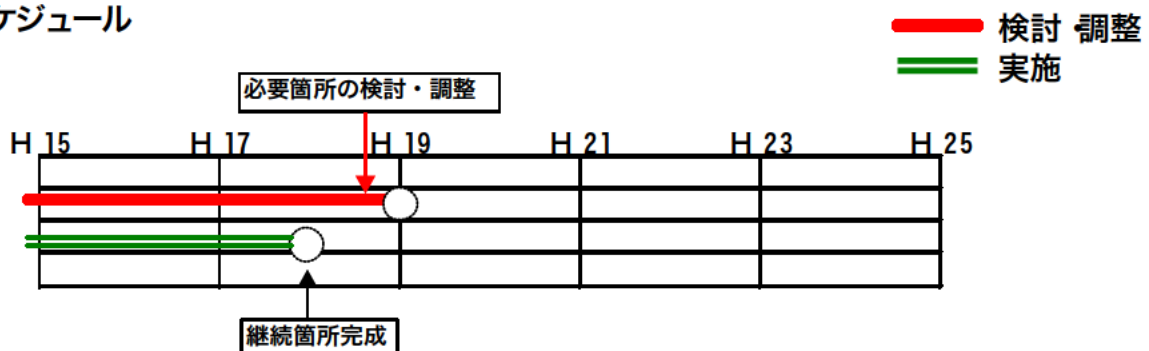 ケジュール
検討・調整
実施
必要箇所の検討・調整
H 15 H 17 H 19 H 21 H 23 H 25
継続箇所完成